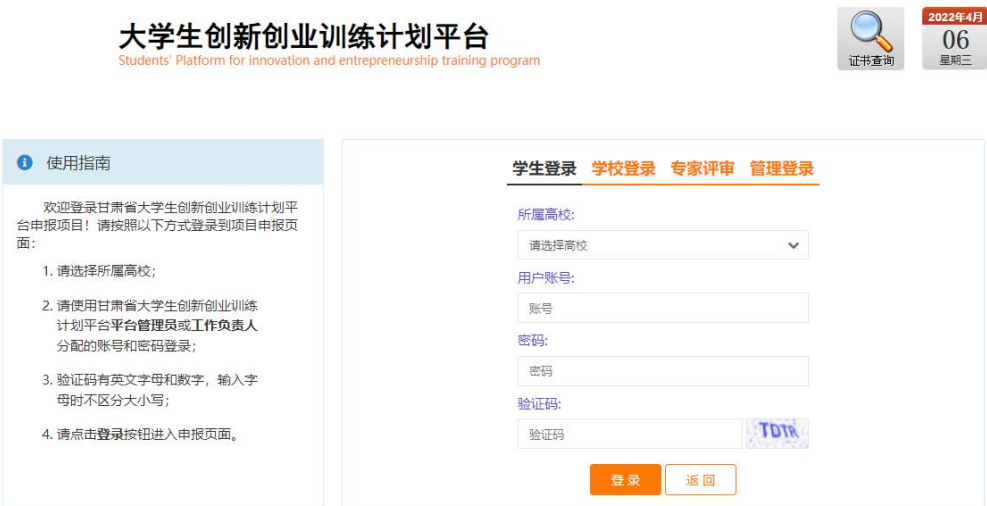 大学生创新创业训练计划平台
Students' Platform for innovation and entrepreneurship training program
证书查询
2022年4月
06
星期三
使用指南
欢迎登录甘肃省大学生创新创业训练计划平
台申报项目！请按照以下方式登录到项目申报页
面：
1. 请选择所属高校；
2. 请使用甘肃省大学生创新创业训练
计划平台平台管理员或工作负责人
分配的账号和密码登录；
3. 验证码有英文字母和数字，输入字
母时不区分大小写；
4. 请点击登录按钮进入申报页面。
学生登录 学校登录 专家评审 管理登录
所属高校:
请选择高校
用户账号:
账号
密码:
密码
验证码:
验证码
TDTR
登 录
返 回